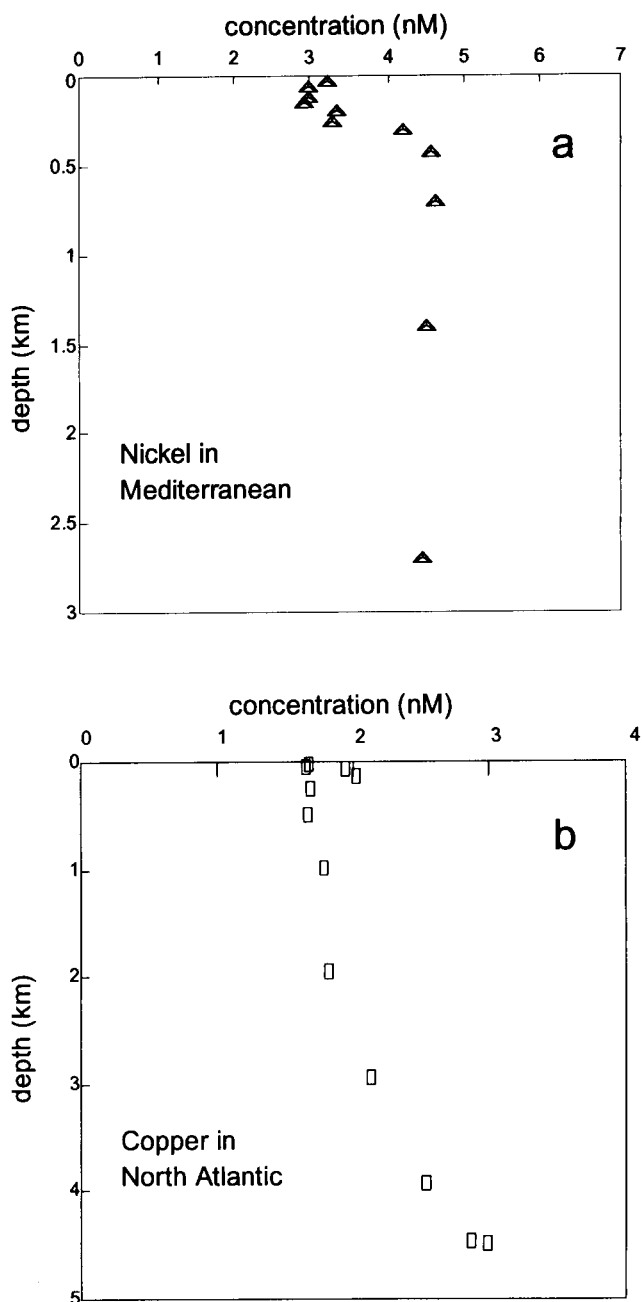 concentration (nM)
0 1 2 3 4 5 6 7
0
0.5
1
1.5
2
2.5
3
depth (km)
a
Nickel in
Mediterranean
concentration (nM)
0 1 2 3 4
0
1
2
3
4
5
depth (km)
b
Copper in
North Atlantic